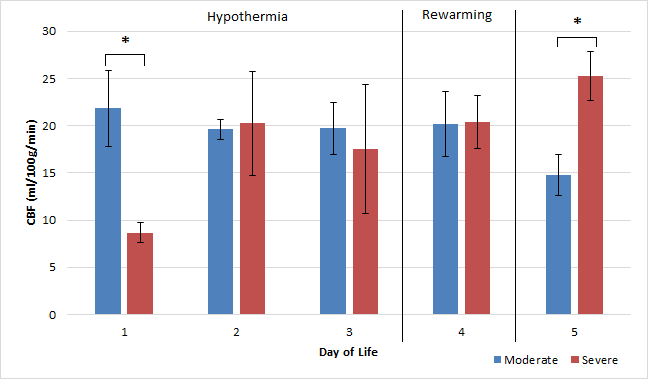 Hypothermia
Rewarming
*
*
30
25
20
15
10
5
0
CBF (ml/100g/min)
1
2
3
4
5
Day of Life
Moderate
Severe